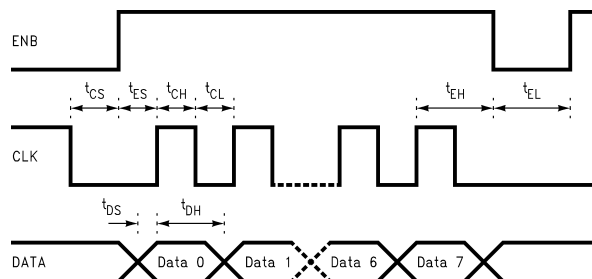 ENB
tCS tES tCH tCL tEH tEL
CLK
tDS tDH
DATA Data 0 Data 1 Data 6 Data 7